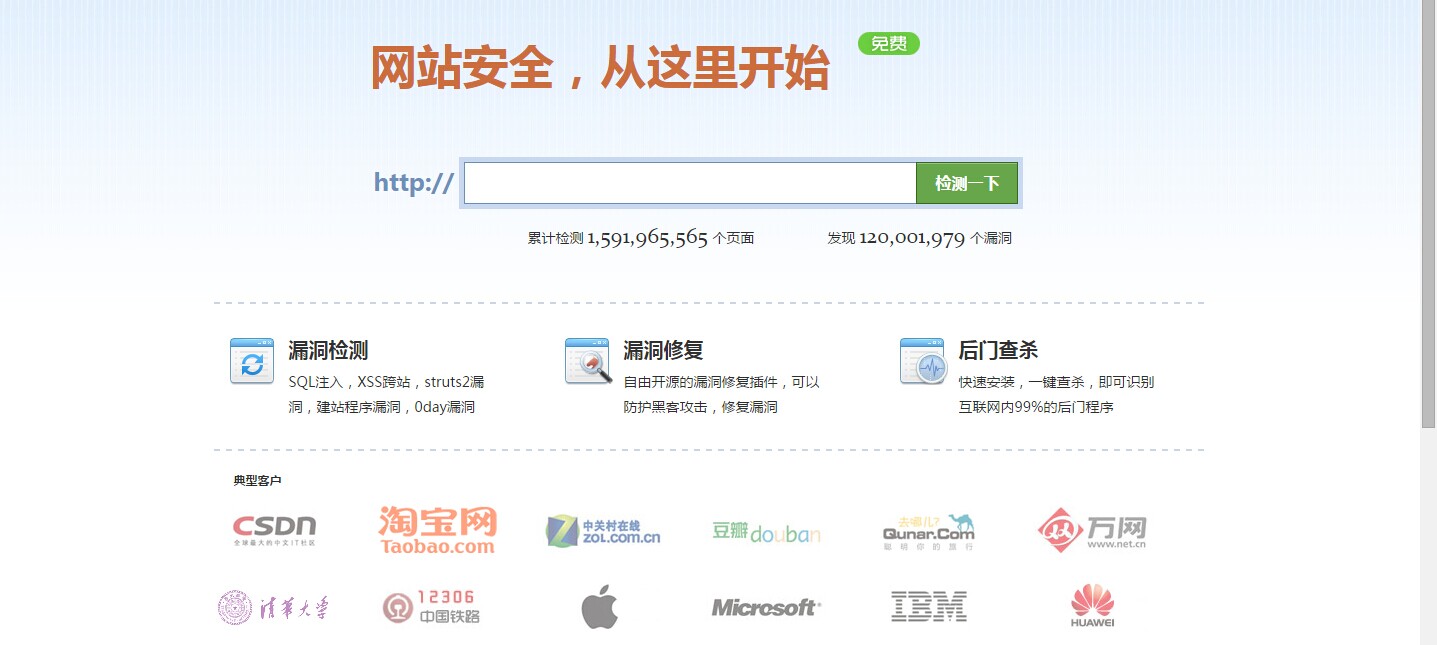 网站安全，从这里开始
免费
http://
检测一下
累计检测 1,591,965,565 个页面
发现 120,001,979 个漏洞
漏洞检测
SQL注入，XSS跨站，struts2漏
洞，建站程序漏洞，0day漏洞
漏洞修复
自由开源的漏洞修复插件，可以
防护黑客攻击，修复漏洞
后门查杀
快速安装，一键查杀，即可识别
互联网内99%的后门程序
典型客户
CSDN
全球最大的中文IT社区
淘宝网
Taobao.com
Z
中关村在线
ZOL.COM.CN
豆瓣douban
去哪儿?
Qunar.Com
聪明你的旅行
万网
www.net.cn
清华大学
12306
中国铁路
Microsoft
IBM
HUAWEI